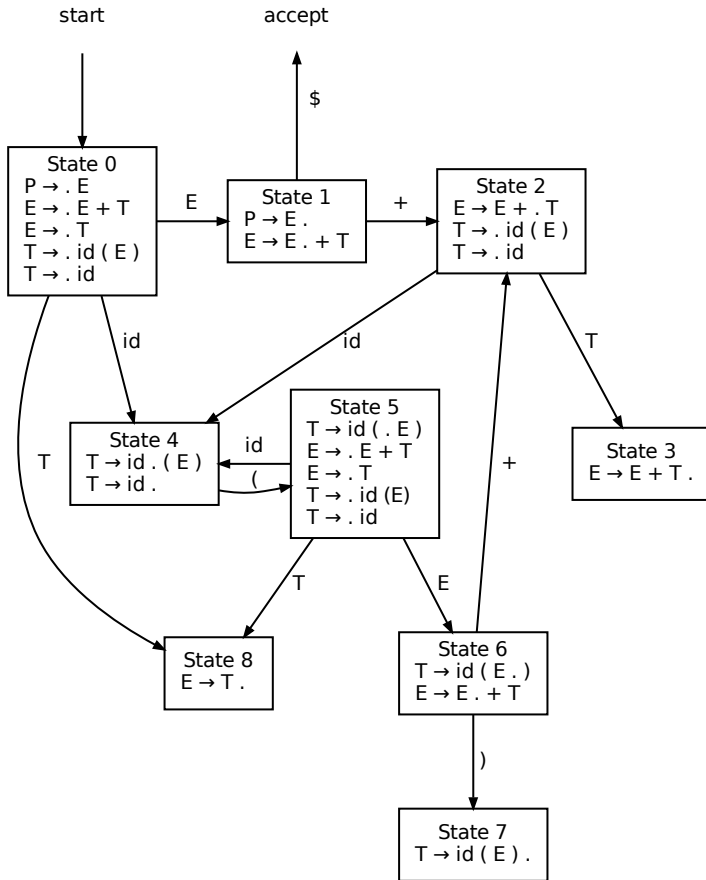 start
accept
$
State 0
P → . E
E → . E + T
E → . T
T → . id ( E )
T → . id
E
State 1
P → E .
E → E . + T
+
State 2
E → E + . T
T → . id ( E )
T → . id
id
id
T
T
State 4
T → id . ( E )
T → id .
id
(
State 5
T → id ( . E )
E → . E + T
E → . T
T → . id (E)
T → . id
+
State 3
E → E + T .
T
E
State 8
E → T .
State 6
T → id ( E . )
E → E . + T
)
State 7
T → id ( E ) .